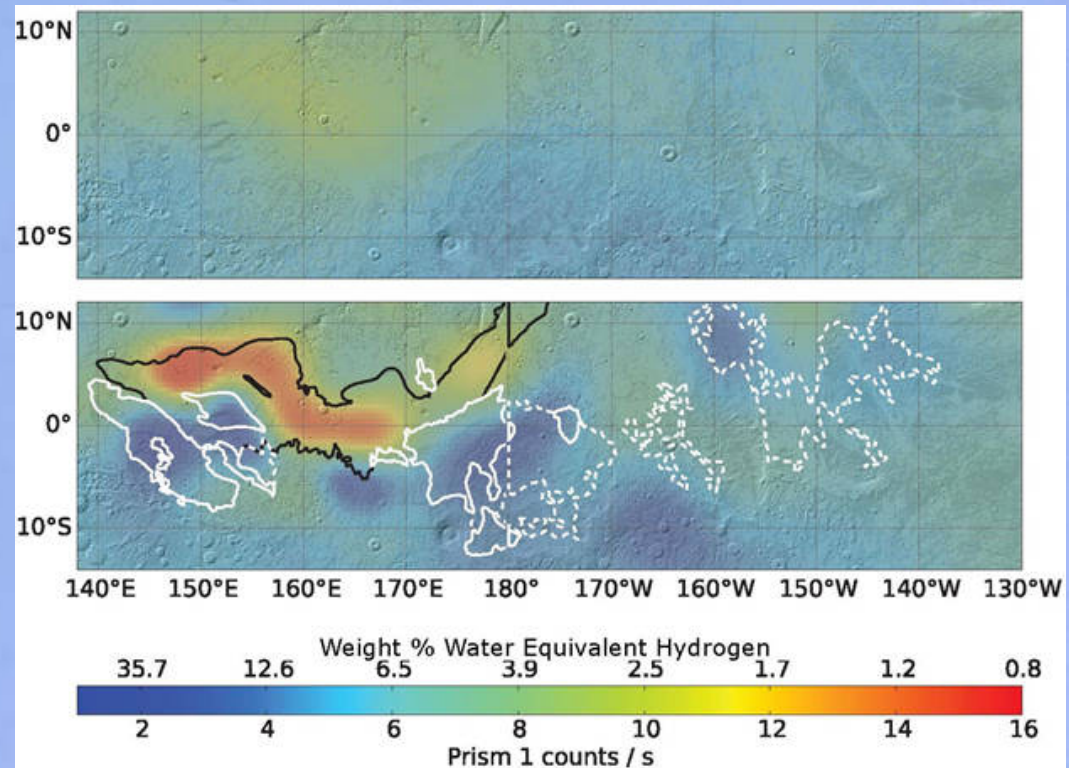 10°N
0°
10°S
10°N
0°
10°S
140°E 150°E 160°E 170°E 180° 170°W 160°W 150°W 140°W 130°W
Weight % Water Equivalent Hydrogen
35.7 12.6 6.5 3.9 2.5 1.7 1.2 0.8
2 4 6 8 10 12 14 16
Prism 1 counts / s